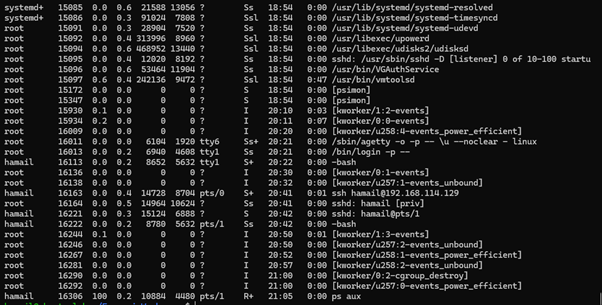 systemd+ 15085 0.0 0.6 21588 13056 ? Ss 18:54 0:00 /usr/lib/systemd/systemd-resolved
systemd+ 15086 0.0 0.3 91024 7808 ? Ssl 18:54 0:00 /usr/lib/systemd/systemd-timesyncd
root 15091 0.0 0.3 28904 7520 ? Ss 18:54 0:00 /usr/lib/systemd/systemd-udevd
root 15092 0.0 0.4 313996 8960 ? Ssl 18:54 0:00 /usr/libexec/upowerd
root 15094 0.0 0.6 468952 13440 ? Ssl 18:54 0:00 /usr/libexec/udisks2/udisksd
root 15095 0.0 0.4 12020 8192 ? Ss 18:54 0:00 sshd: /usr/sbin/sshd -D [listener] 0 of 10-100 startu
root 15096 0.0 0.6 53464 11904 ? Ss 18:54 0:00 /usr/bin/VGAuthService
root 15097 0.6 0.4 242136 9472 ? Ssl 18:54 0:47 /usr/bin/vmtoolsd
root 15172 0.0 0.0 0 0 ? S 18:54 0:00 [psimon]
root 15347 0.0 0.0 0 0 ? S 18:54 0:00 [psimon]
root 15930 0.1 0.0 0 0 ? I 20:10 0:03 [kworker/1:2-events]
root 15934 0.2 0.0 0 0 ? I 20:11 0:07 [kworker/0:0-events]
root 16009 0.0 0.0 0 0 ? I 20:20 0:00 [kworker/u258:4-events_power_efficient]
root 16011 0.0 0.0 6104 1920 tty6 Ss+ 20:21 0:00 /sbin/agetty -o -p -- \u --noclear - linux
root 16013 0.0 0.2 6940 4608 tty1 Ss 20:21 0:00 /bin/login -p --
hamail 16113 0.0 0.2 8652 5632 tty1 S+ 20:22 0:00 -bash
root 16136 0.0 0.0 0 0 ? I 20:30 0:00 [kworker/0:1-events]
root 16138 0.0 0.0 0 0 ? I 20:32 0:00 [kworker/u257:1-events_unbound]
hamail 16163 0.0 0.4 14728 8704 pts/0 S+ 20:41 0:01 ssh hamail@192.168.114.129
root 16164 0.0 0.5 14964 10624 ? Ss 20:41 0:00 sshd: hamail [priv]
hamail 16221 0.0 0.3 15124 6888 ? S 20:42 0:00 sshd: hamail@pts/1
hamail 16222 0.0 0.2 8780 5632 pts/1 Ss 20:42 0:00 -bash
root 16244 0.1 0.0 0 0 ? I 20:50 0:01 [kworker/1:3-events]
root 16246 0.0 0.0 0 0 ? I 20:50 0:00 [kworker/u257:2-events_unbound]
root 16267 0.0 0.0 0 0 ? I 20:52 0:00 [kworker/u258:1-events_power_efficient]
root 16281 0.0 0.0 0 0 ? I 20:57 0:00 [kworker/u258:2-events_unbound]
root 16290 0.0 0.0 0 0 ? I 21:00 0:00 [kworker/0:2-cgroup_destroy]
root 16292 0.0 0.0 0 0 ? I 21:00 0:00 [kworker/u257:0-events_power_efficient]
hamail 16306 100 0.2 10884 4480 pts/1 R+ 21:05 0:00 ps aux